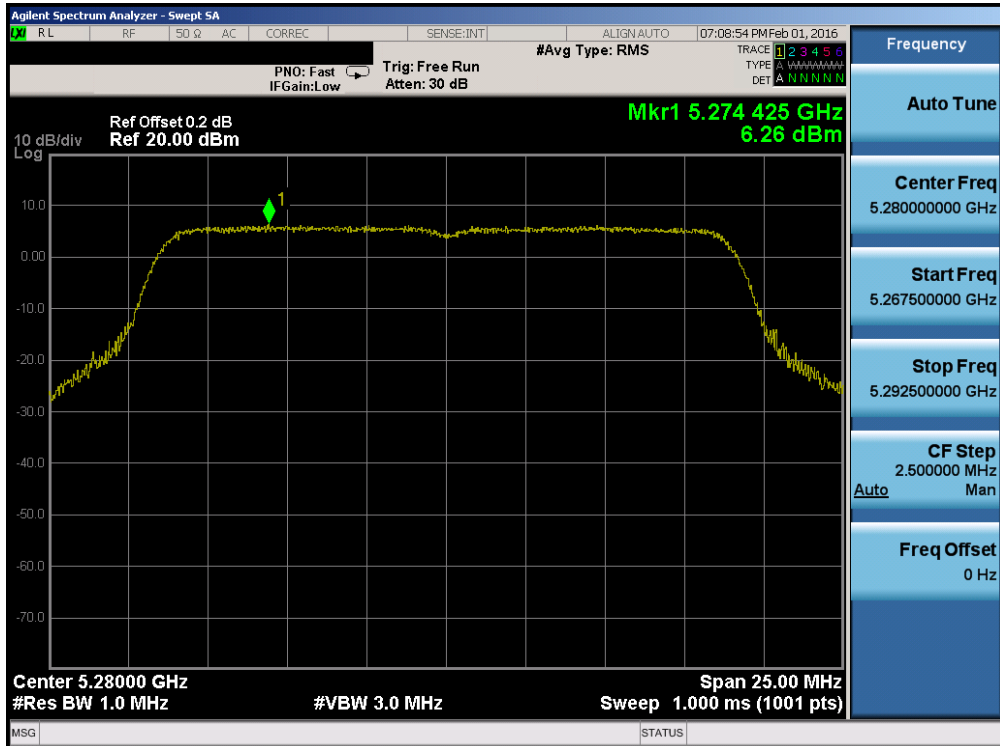 Agilent Spectrum Analyzer - Swept SA
LXI RL RF 50 Ω AC CORREC SENSE:INT ALIGN AUTO 07:08:54 PM Feb 01, 2016
#Avg Type: RMS TRACE 1 2 3 4 5 6
PNO: Fast Trig: Free Run TYPE A WWWWW
IFGain:Low Atten: 30 dB DET A N N N N N
Frequency
Auto Tune
Mkr1 5.274 425 GHz
6.26 dBm
Ref Offset 0.2 dB
10 dB/div Ref 20.00 dBm
Log
Center Freq
5.280000000 GHz
1
10.0
0.00
-10.0
-20.0
-30.0
-40.0
-50.0
-60.0
-70.0
Start Freq
5.267500000 GHz
Stop Freq
5.292500000 GHz
CF Step
2.500000 MHz
Auto Man
Freq Offset
0 Hz
Center 5.28000 GHz Span 25.00 MHz
#Res BW 1.0 MHz #VBW 3.0 MHz Sweep 1.000 ms (1001 pts)
MSG STATUS